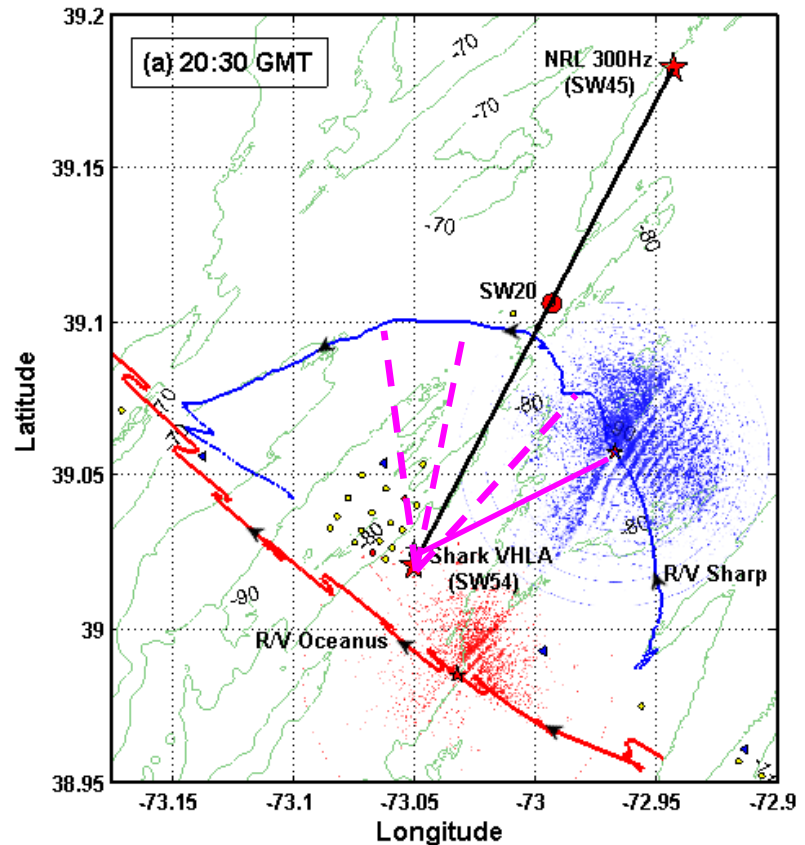 39.2
(a) 20:30 GMT
-70
NRL 300Hz
(SW45)
-70
39.15
-70
-80
SW20
39.1
-70
-80
Latitude
39.05
-80
-80
Shark VHLA
(SW54)
R/V Sharp
-90
39
R/V Oceanus
38.95
-73.15
-73.1
-73.05
-73
-72.95
-72.9
Longitude